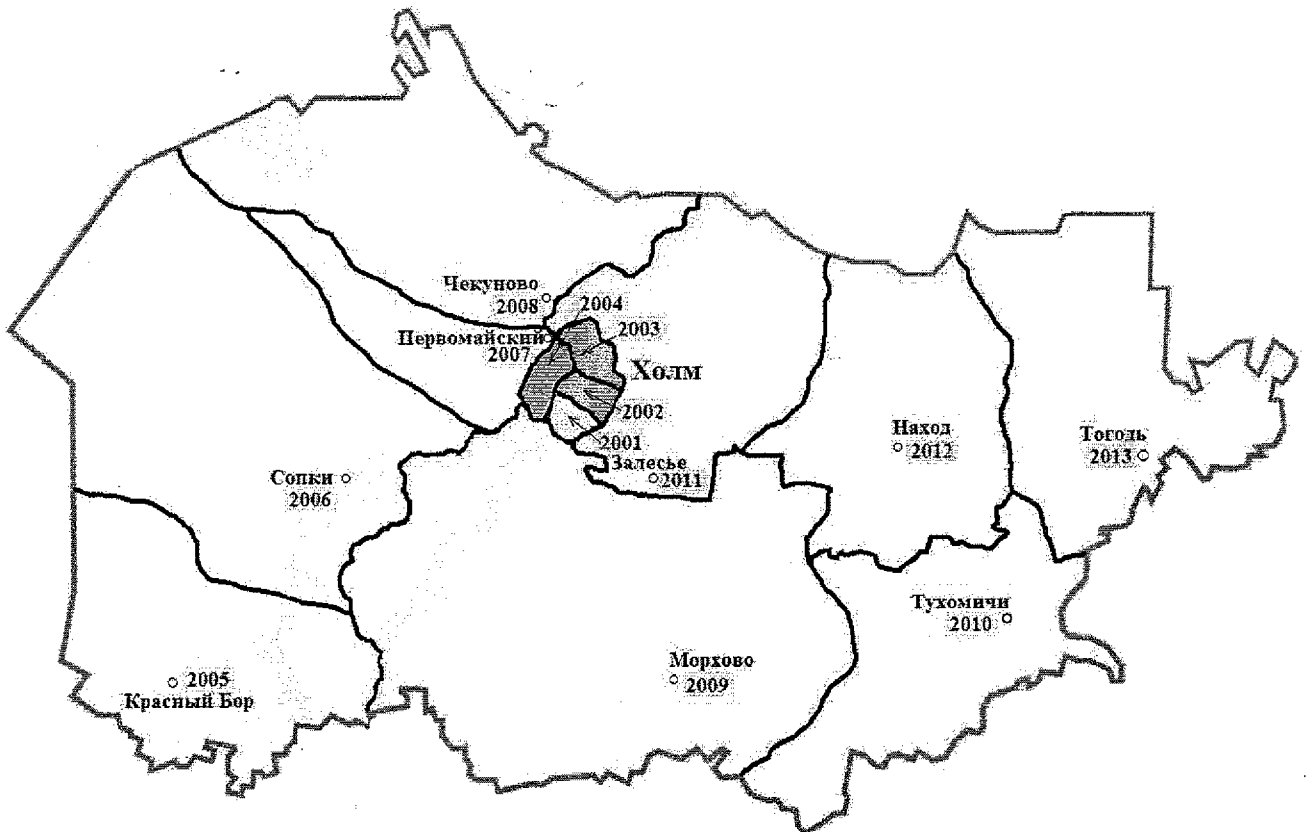 Чекуново
2008
2004
2003
Первомайский
2007
Холм
2002
2001
Залесье
2011
Наход
2012
Тогодь
2013
Сопки
2006
Тухомичи
2010
Морхово
2009
2005
Красный Бор